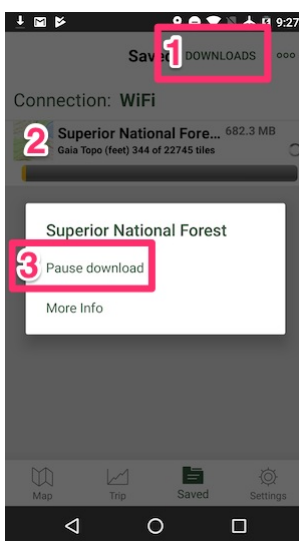 9:27
1
Saved DOWNLOADS
Connection: WiFi
2
Superior National Fore... 682.3 MB
Gaia Topo (feet) 344 of 22745 tiles
Superior National Forest
3
Pause download
More Info
Map Trip Saved Settings